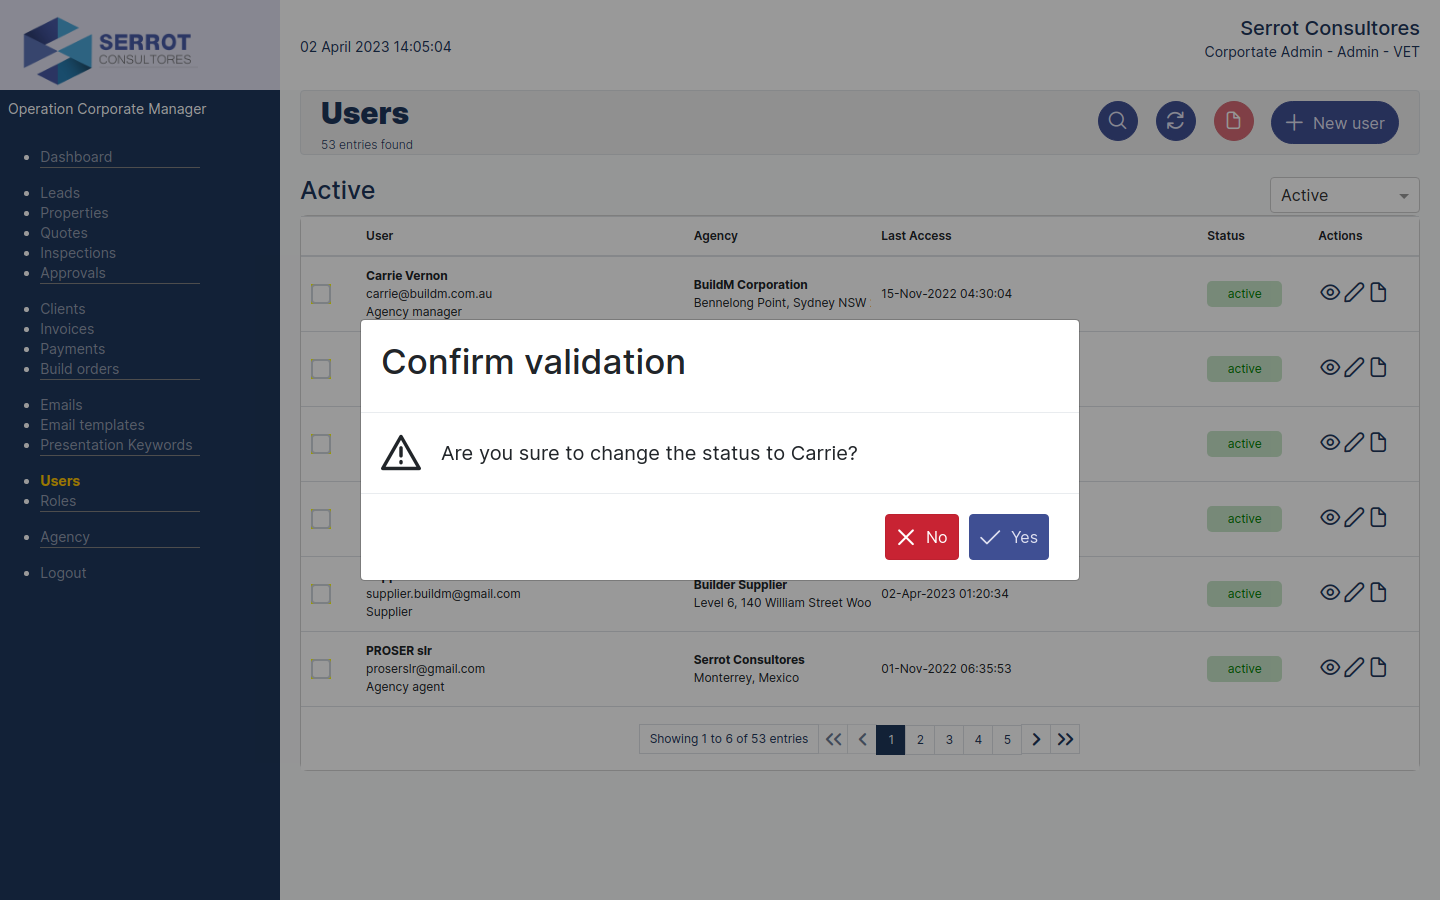 SERROT
CONSULTORES
02 April 2023 14:05:04
Serrot Consultores
Corportate Admin - Admin - VET
Operation Corporate Manager
Dashboard
Leads
Properties
Quotes
Inspections
Approvals
Clients
Invoices
Payments
Build orders
Emails
Email templates
Presentation Keywords
Users
Roles
Agency
Logout
Users
53 entries found
New user
Active
Active
User Agency Last Access Status Actions
Carrie Vernon
carrie@buildm.com.au
Agency manager
BuildM Corporation
Bennelong Point, Sydney NSW
15-Nov-2022 04:30:04
active
active
active
active
Confirm validation
Are you sure to change the status to Carrie?
No
Yes
supplier.buildm@gmail.com
Supplier
Builder Supplier
Level 6, 140 William Street Woo
02-Apr-2023 01:20:34
active
PROSER slr
proserslr@gmail.com
Agency agent
Serrot Consultores
Monterrey, Mexico
01-Nov-2022 06:35:53
active
Showing 1 to 6 of 53 entries
1 2 3 4 5